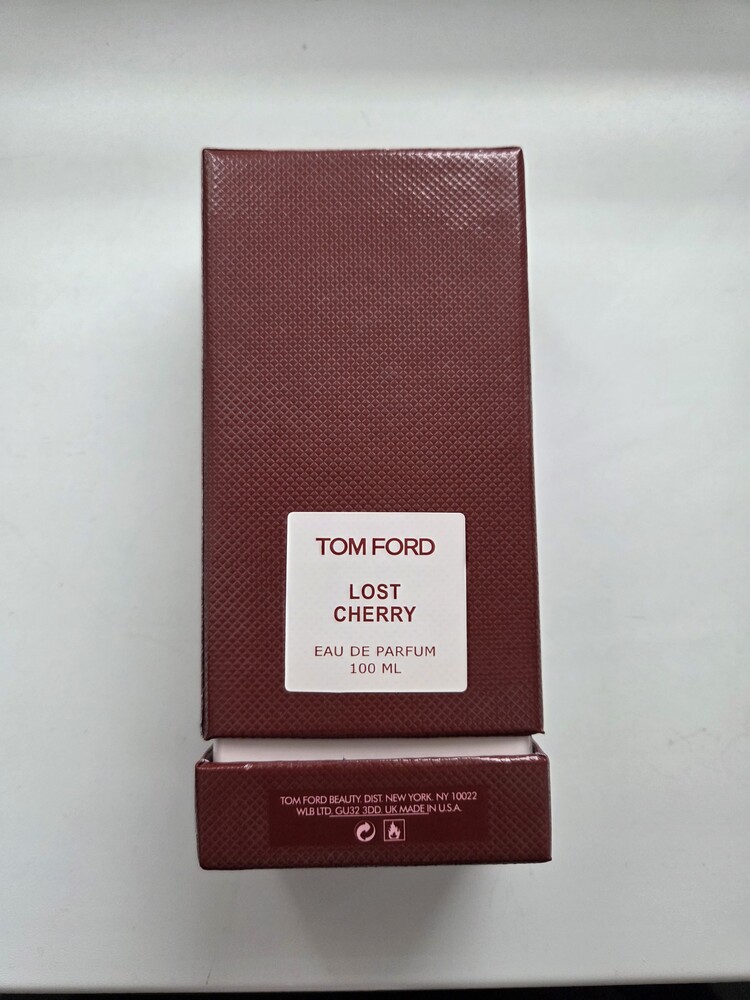 TOM FORD
LOST
CHERRY
EAU DE PARFUM
100 ML
TOM FORD BEAUTY. DIST. NEW YORK. NY 10022
WLB LTD. GU32 3DD. UK MADE IN U.S.A.